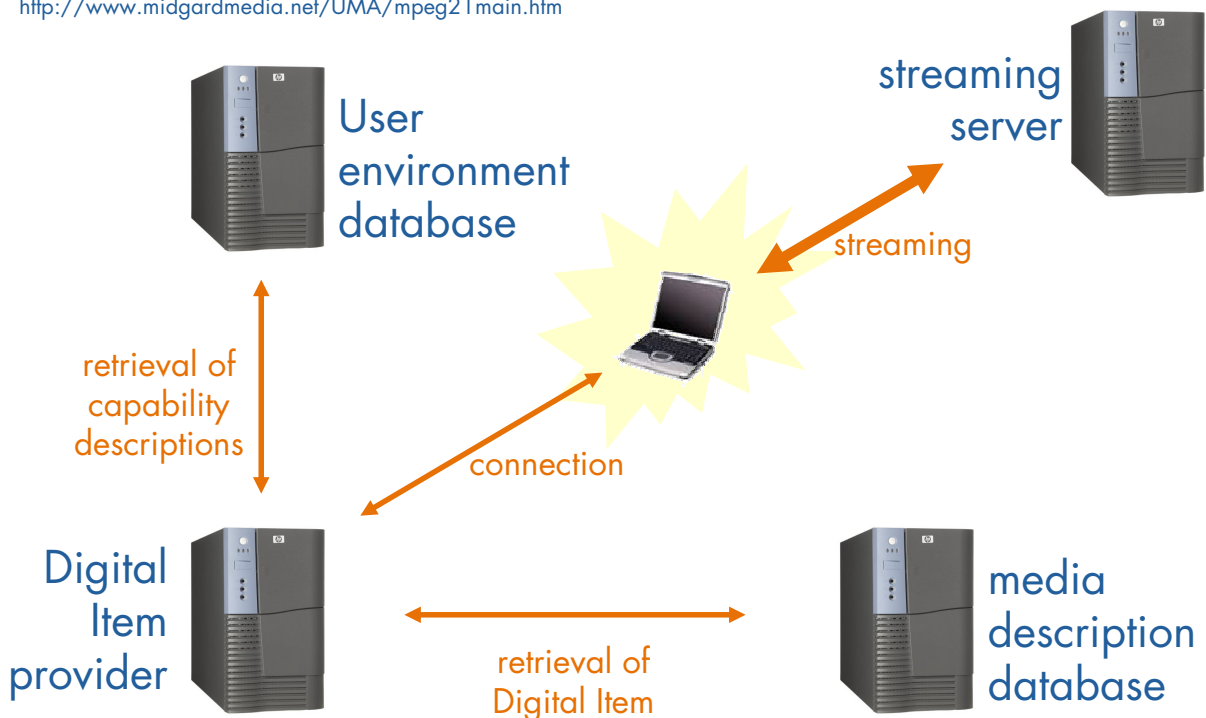 http://www.midgardmedia.net/UMA/mpeg21main.htm
User
environment
database
streaming
server
streaming
retrieval of
capability
descriptions
connection
Digital
Item
provider
retrieval of
Digital Item
media
description
database